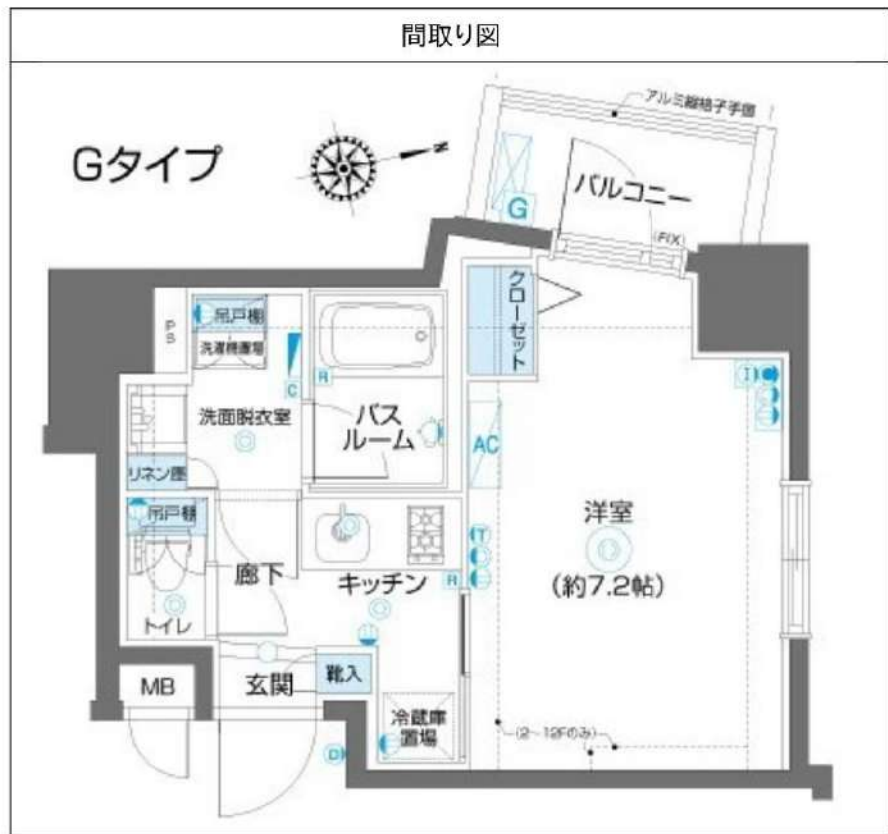 間取り図
Gタイプ
N
アルミ縦格子手摺
バルコニー
G
(FIX)
クローゼット
PS
吊戸棚
洗濯機置場
C
R
洗面脱衣室
バス
ルーム
リネン庫
AC
I
吊戸棚
洋室
(約7.2帖)
T
廊下
キッチン
R
トイレ
MB
玄関
靴入
冷蔵庫
置場
(2～12Fのみ)
D